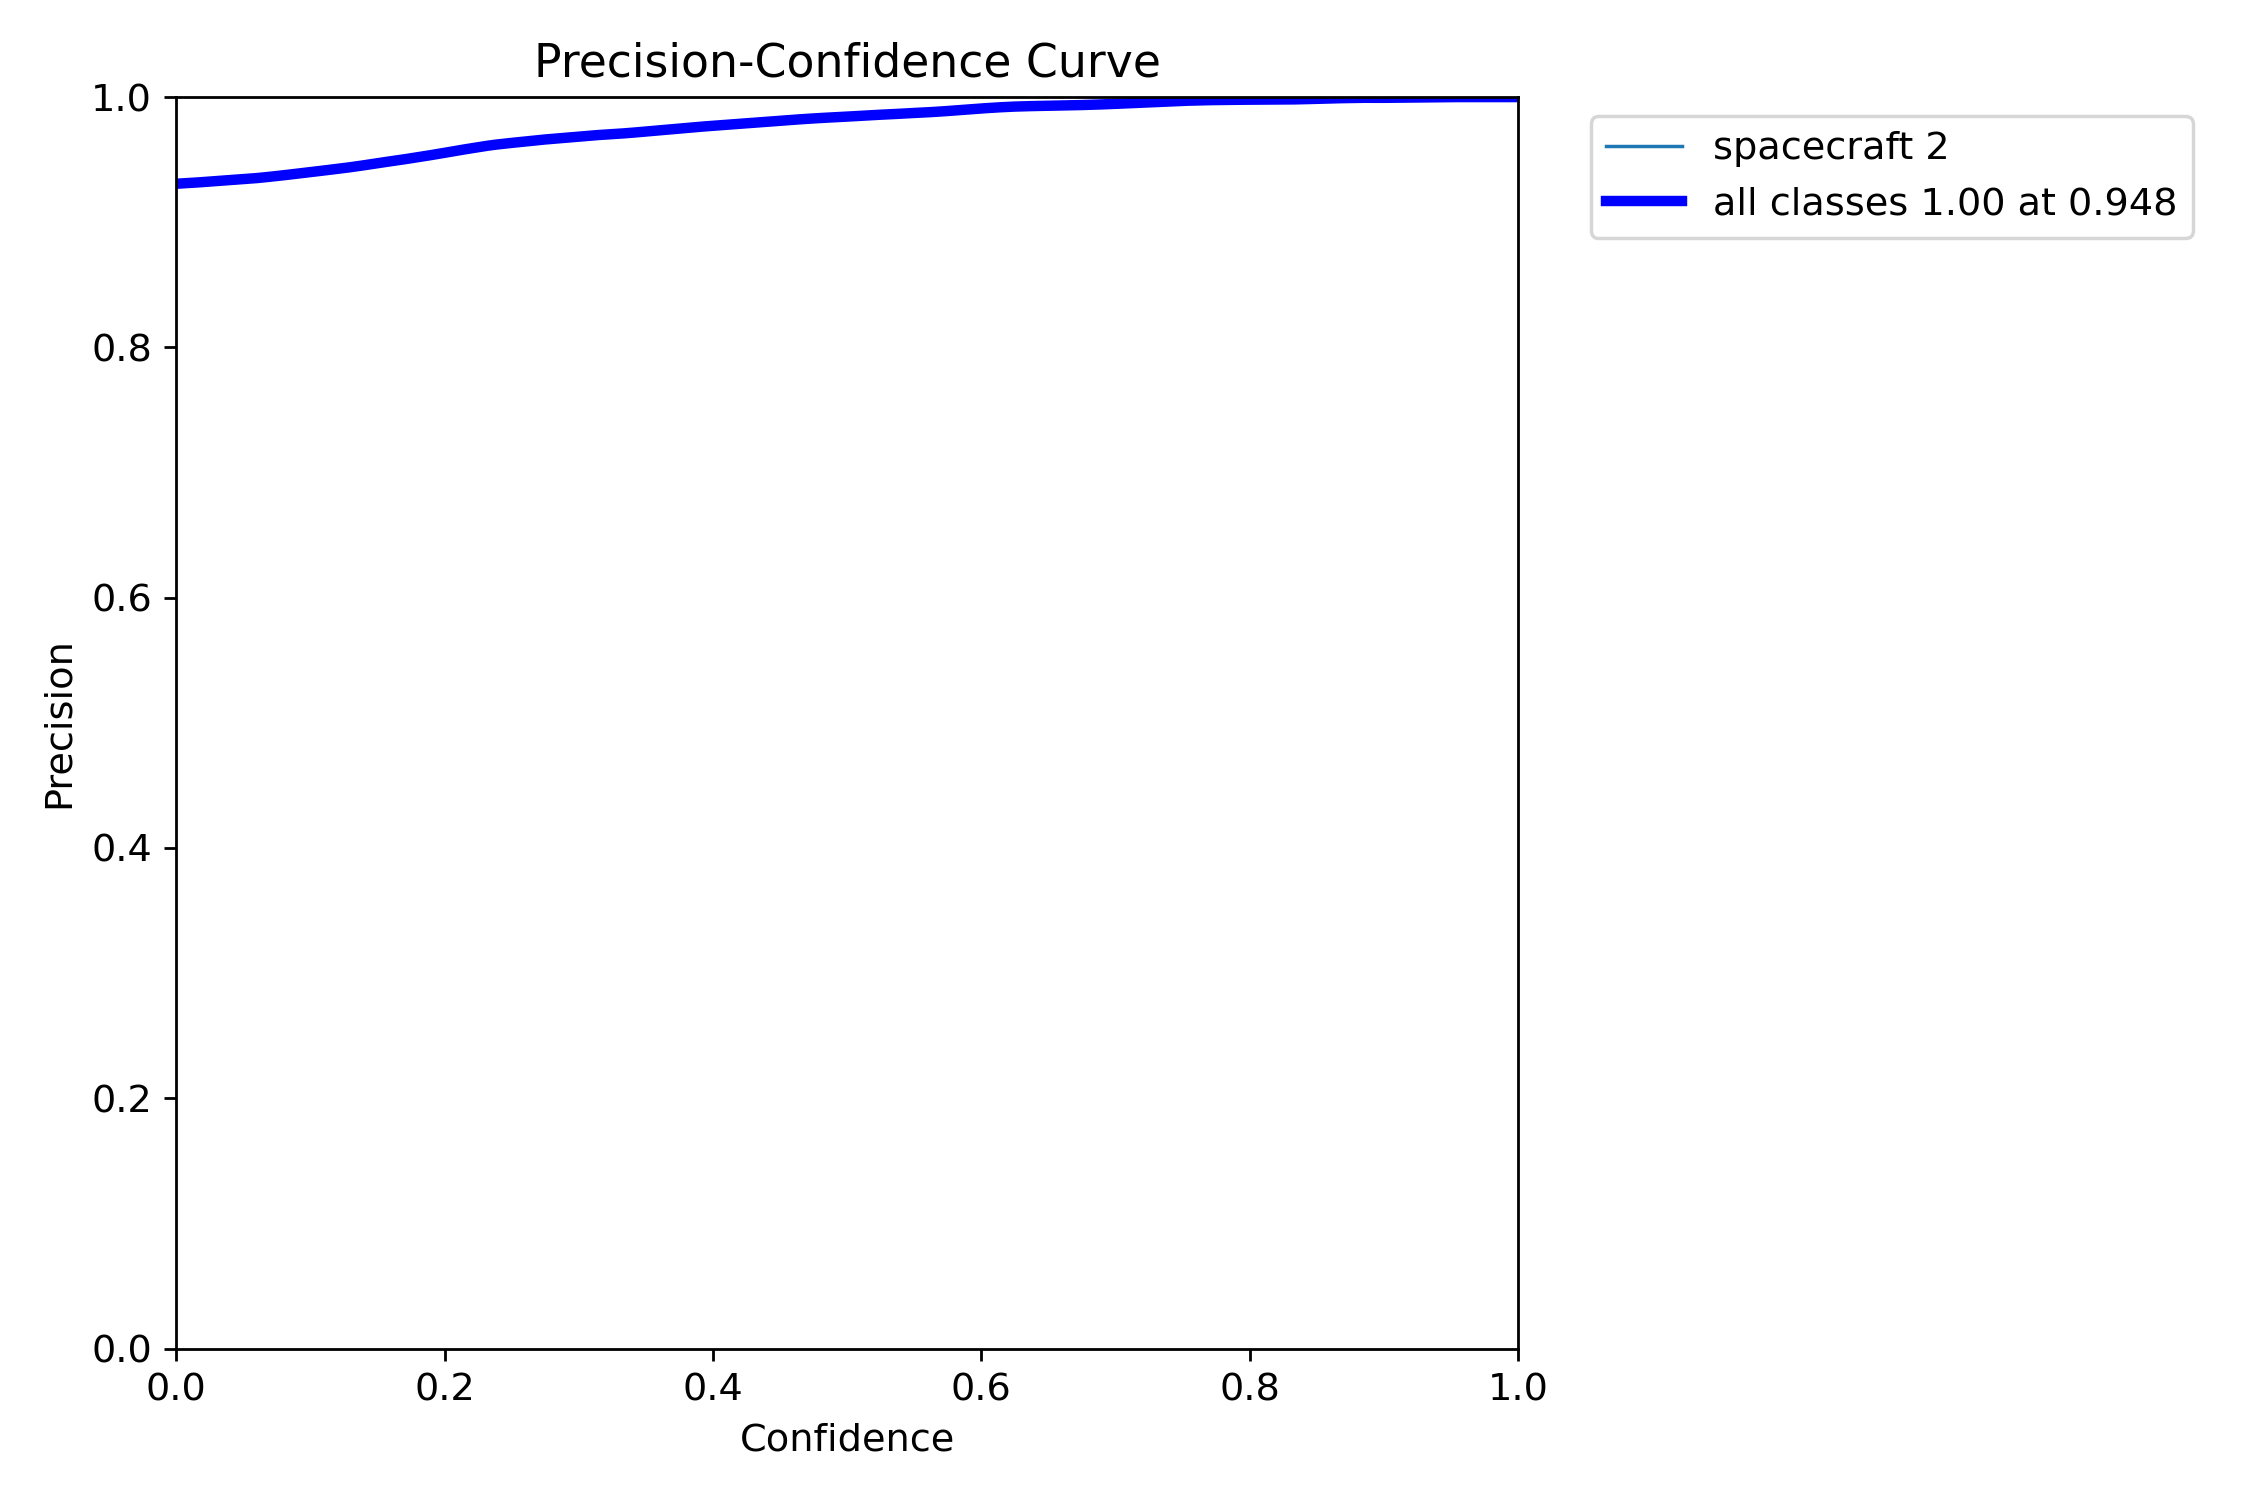 Precision-Confidence Curve
1.0
0.8
0.6
0.4
0.2
0.0
Precision
0.0 0.2 0.4 0.6 0.8 1.0
Confidence
spacecraft 2
all classes 1.00 at 0.948